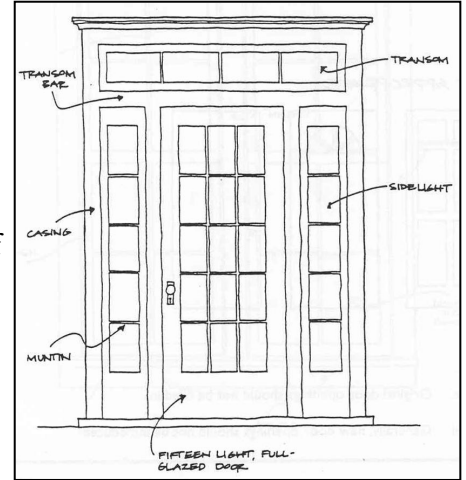 TRANSOM
TRANSOM
BAR
SIDELIGHT
CASING
MUNTIN
FIFTEEN LIGHT, FULL-
GLAZED DOOR